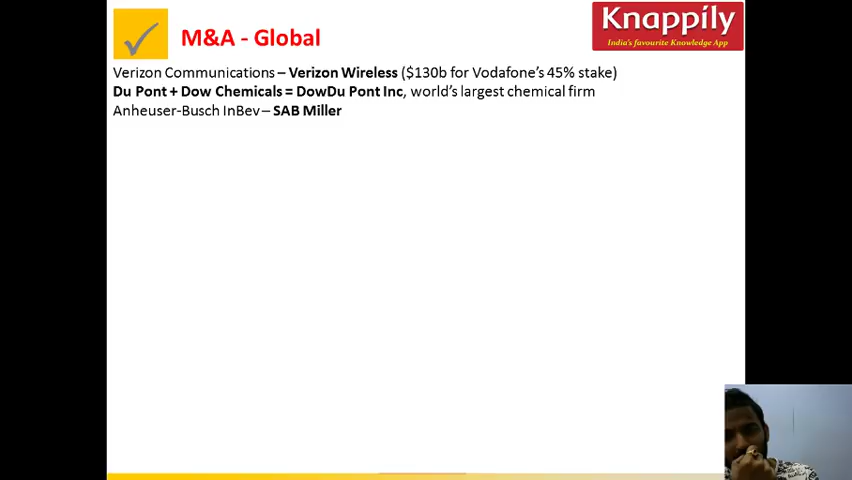 M&A - Global
Knappily
India's favourite Knowledge App
Verizon Communications – Verizon Wireless ($130b for Vodafone's 45% stake)
Du Pont + Dow Chemicals = DowDu Pont Inc, world's largest chemical firm
Anheuser-Busch InBev – SAB Miller